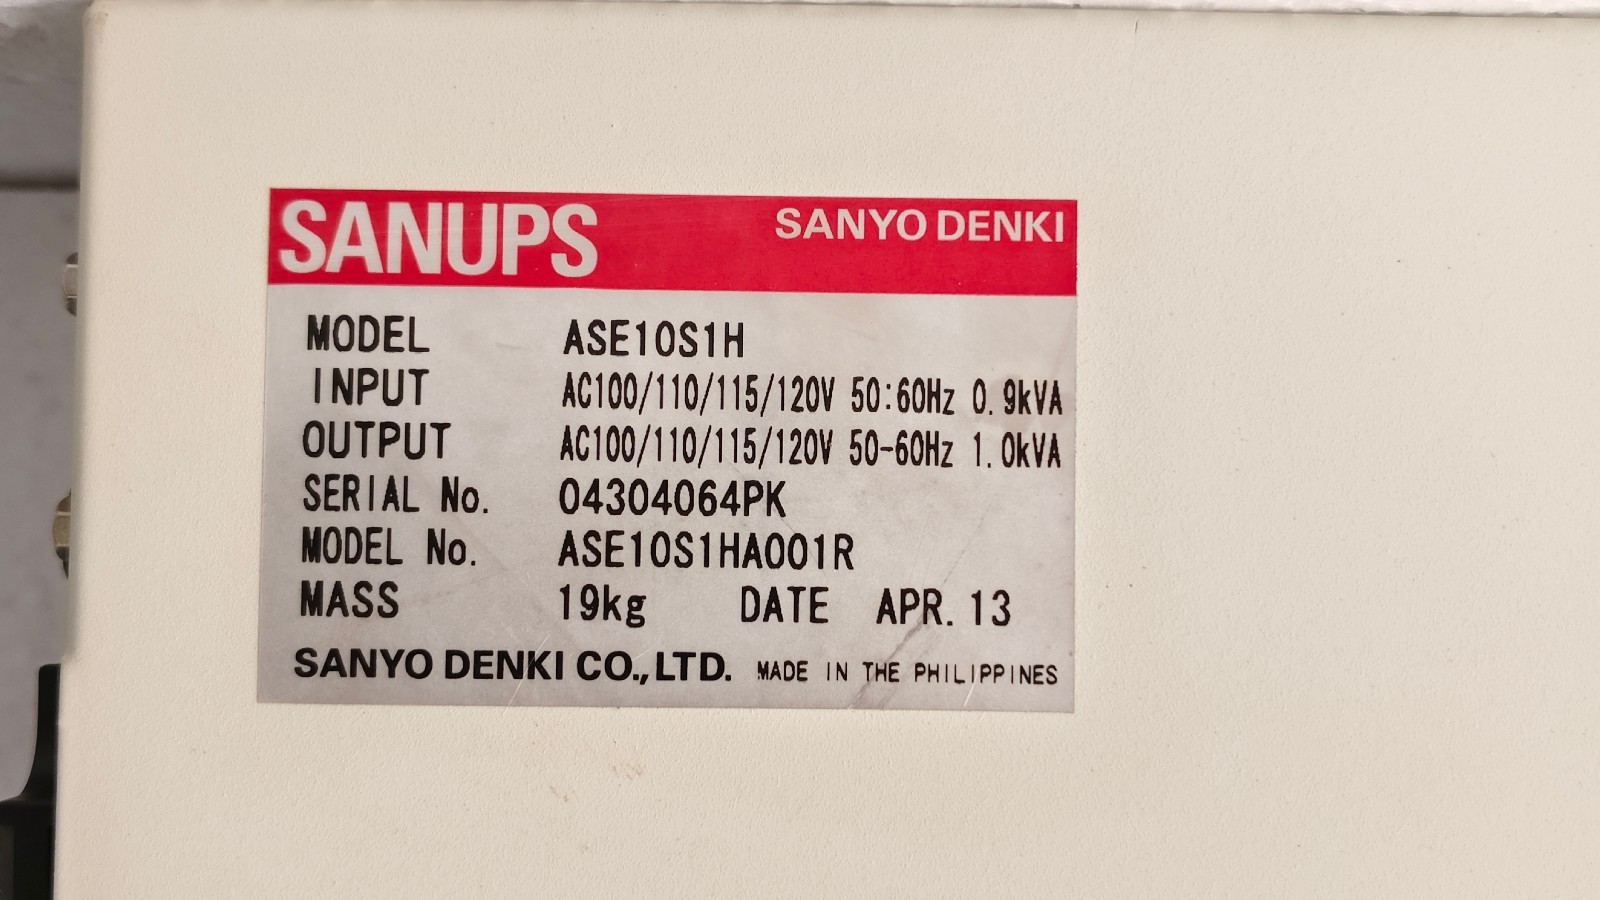 SANUPS SANYO DENKI
MODEL ASE10S1H
INPUT AC100/110/115/120V 50:60Hz 0.9kVA
OUTPUT AC100/110/115/120V 50-60Hz 1.0kVA
SERIAL No. 04304064PK
MODEL No. ASE10S1HA001R
MASS 19kg DATE APR. 13
SANYO DENKI CO., LTD. MADE IN THE PHILIPPINES